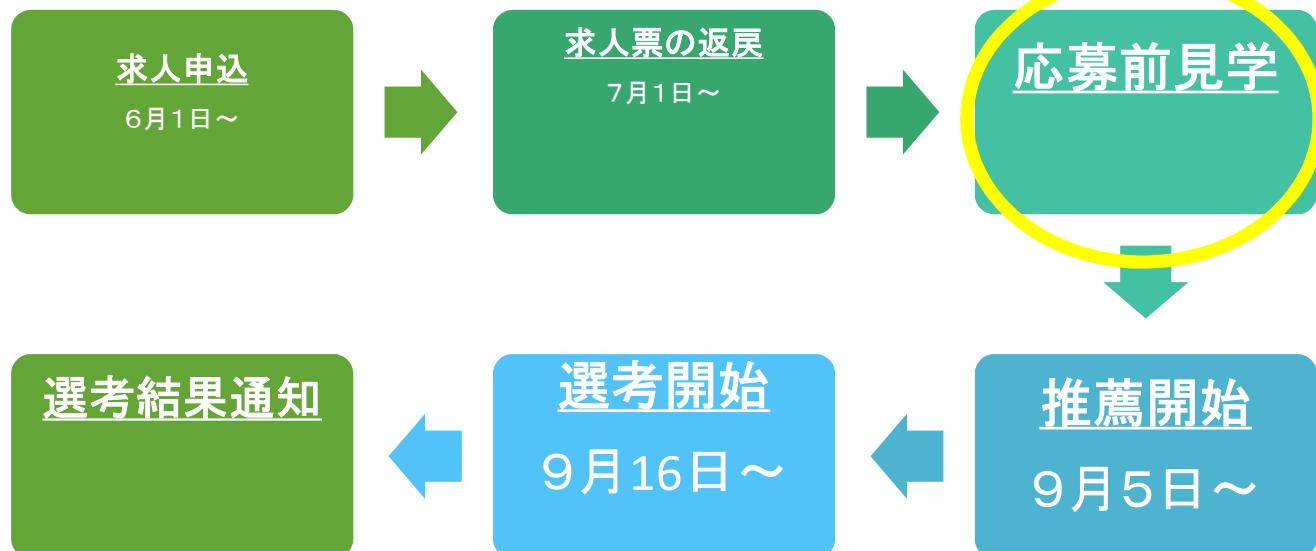 求人申込
６月１日～
求人票の返戻
７月１日～
応募前見学
推薦開始
９月５日～
選考開始
９月16日～
選考結果通知